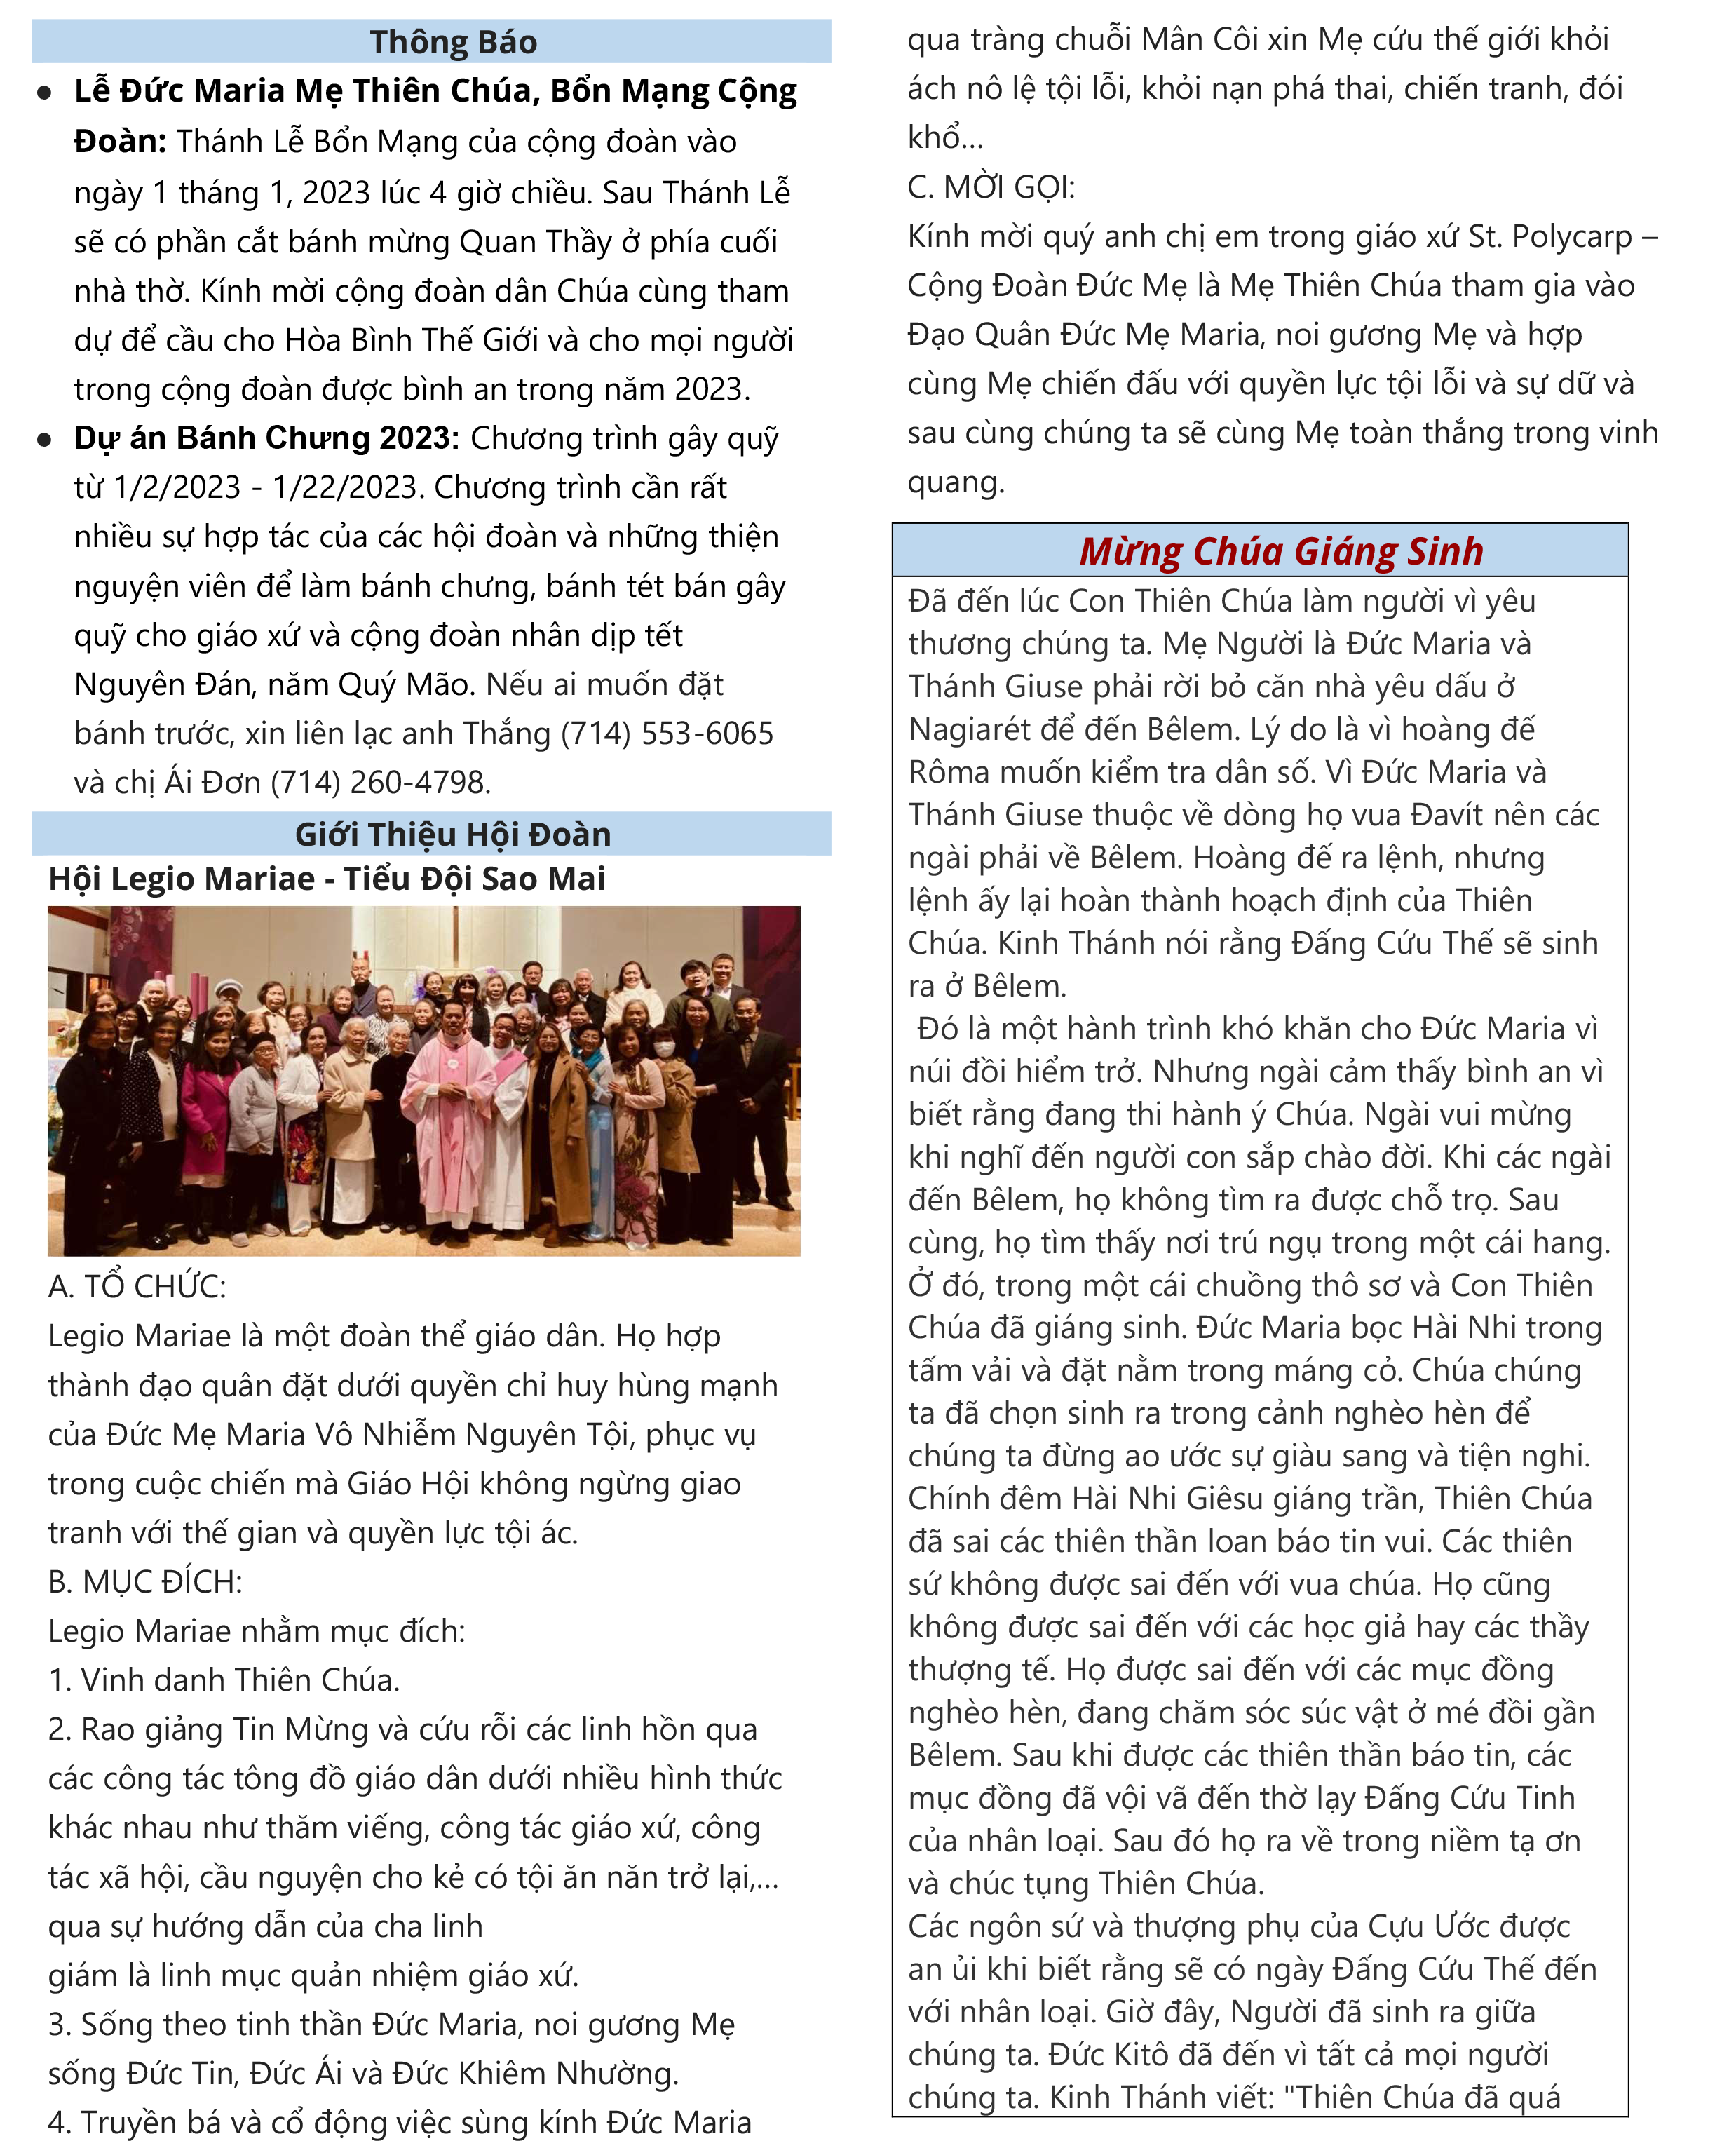 Thông Báo
● Lễ Đức Maria Mẹ Thiên Chúa, Bổn Mạng Cộng
Đoàn: Thánh Lễ Bổn Mạng của cộng đoàn vào
ngày 1 tháng 1, 2023 lúc 4 giờ chiều. Sau Thánh Lễ
sẽ có phần cắt bánh mừng Quan Thầy ở phía cuối
nhà thờ. Kính mời cộng đoàn dân Chúa cùng tham
dự để cầu cho Hòa Bình Thế Giới và cho mọi người
trong cộng đoàn được bình an trong năm 2023.
● Dự án Bánh Chưng 2023: Chương trình gây quỹ
từ 1/2/2023 - 1/22/2023. Chương trình cần rất
nhiều sự hợp tác của các hội đoàn và những thiện
nguyện viên để làm bánh chưng, bánh tét bán gây
quỹ cho giáo xứ và cộng đoàn nhân dịp tết
Nguyên Đán, năm Quý Mão. Nếu ai muốn đặt
bánh trước, xin liên lạc anh Thắng (714) 553-6065
và chị Ái Đơn (714) 260-4798.
Giới Thiệu Hội Đoàn
Hội Legio Mariae - Tiểu Đội Sao Mai
A. TỔ CHỨC:
Legio Mariae là một đoàn thể giáo dân. Họ hợp
thành đạo quân đặt dưới quyền chỉ huy hùng mạnh
của Đức Mẹ Maria Vô Nhiễm Nguyên Tội, phục vụ
trong cuộc chiến mà Giáo Hội không ngừng giao
tranh với thế gian và quyền lực tội ác.
B. MỤC ĐÍCH:
Legio Mariae nhằm mục đích:
1. Vinh danh Thiên Chúa.
2. Rao giảng Tin Mừng và cứu rỗi các linh hồn qua
các công tác tông đồ giáo dân dưới nhiều hình thức
khác nhau như thăm viếng, công tác giáo xứ, công
tác xã hội, cầu nguyện cho kẻ có tội ăn năn trở lại,...
qua sự hướng dẫn của cha linh
giám là linh mục quản nhiệm giáo xứ.
3. Sống theo tinh thần Đức Maria, noi gương Mẹ
sống Đức Tin, Đức Ái và Đức Khiêm Nhường.
4. Truyền bá và cổ động việc sùng kính Đức Maria
qua tràng chuỗi Mân Côi xin Mẹ cứu thế giới khỏi
ách nô lệ tội lỗi, khỏi nạn phá thai, chiến tranh, đói
khổ...
C. MỜI GỌI:
Kính mời quý anh chị em trong giáo xứ St. Polycarp –
Cộng Đoàn Đức Mẹ là Mẹ Thiên Chúa tham gia vào
Đạo Quân Đức Mẹ Maria, noi gương Mẹ và hợp
cùng Mẹ chiến đấu với quyền lực tội lỗi và sự dữ và
sau cùng chúng ta sẽ cùng Mẹ toàn thắng trong vinh
quang.
Mừng Chúa Giáng Sinh
Đã đến lúc Con Thiên Chúa làm người vì yêu
thương chúng ta. Mẹ Người là Đức Maria và
Thánh Giuse phải rời bỏ căn nhà yêu dấu ở
Nagiarét để đến Bêlem. Lý do là vì hoàng đế
Rôma muốn kiểm tra dân số. Vì Đức Maria và
Thánh Giuse thuộc về dòng họ vua Đavít nên các
ngài phải về Bêlem. Hoàng đế ra lệnh, nhưng
lệnh ấy lại hoàn thành hoạch định của Thiên
Chúa. Kinh Thánh nói rằng Đấng Cứu Thế sẽ sinh
ra ở Bêlem.
Đó là một hành trình khó khăn cho Đức Maria vì
núi đồi hiểm trở. Nhưng ngài cảm thấy bình an vì
biết rằng đang thi hành ý Chúa. Ngài vui mừng
khi nghĩ đến người con sắp chào đời. Khi các ngài
đến Bêlem, họ không tìm ra được chỗ trọ. Sau
cùng, họ tìm thấy nơi trú ngụ trong một cái hang.
Ở đó, trong một cái chuồng thô sơ và Con Thiên
Chúa đã giáng sinh. Đức Maria bọc Hài Nhi trong
tấm vải và đặt nằm trong máng cỏ. Chúa chúng
ta đã chọn sinh ra trong cảnh nghèo hèn để
chúng ta đừng ao ước sự giàu sang và tiện nghi.
Chính đêm Hài Nhi Giêsu giáng trần, Thiên Chúa
đã sai các thiên thần loan báo tin vui. Các thiên
sứ không được sai đến với vua chúa. Họ cũng
không được sai đến với các học giả hay các thầy
thượng tế. Họ được sai đến với các mục đồng
nghèo hèn, đang chăm sóc súc vật ở mé đồi gần
Bêlem. Sau khi được các thiên thần báo tin, các
mục đồng đã vội vã đến thờ lạy Đấng Cứu Tinh
của nhân loại. Sau đó họ ra về trong niềm tạ ơn
và chúc tụng Thiên Chúa.
Các ngôn sứ và thượng phụ của Cựu Ước được
an ủi khi biết rằng sẽ có ngày Đấng Cứu Thế đến
với nhân loại. Giờ đây, Người đã sinh ra giữa
chúng ta. Đức Kitô đã đến vì tất cả mọi người
chúng ta. Kinh Thánh viết: "Thiên Chúa đã quá